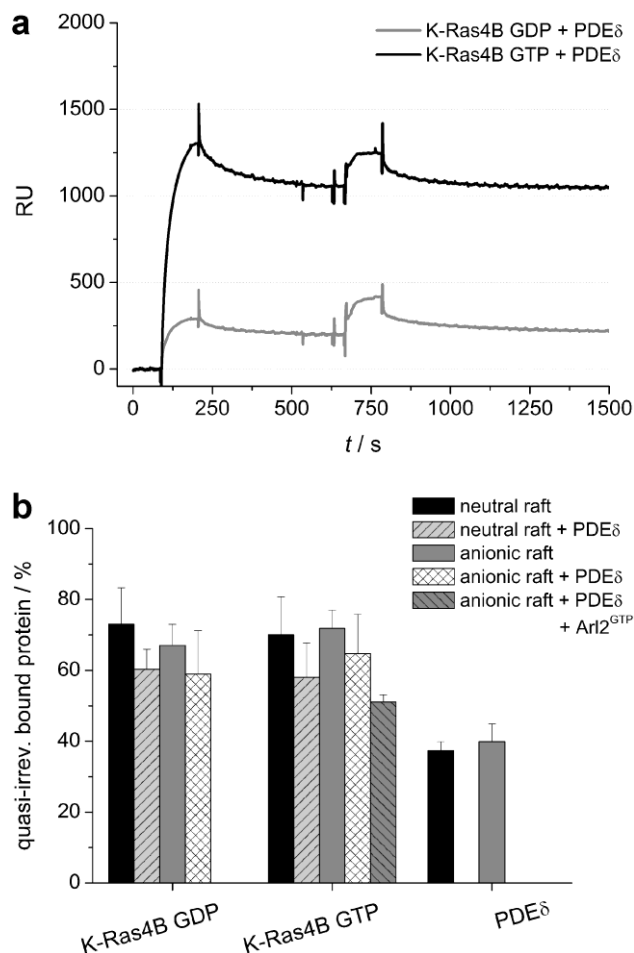 a
K-Ras4B GDP + PDEδ
K-Ras4B GTP + PDEδ
2000
1500
1000
500
0
RU
0 250 500 750 1000 1250 1500
t / s
b
neutral raft
neutral raft + PDEδ
anionic raft
anionic raft + PDEδ
anionic raft + PDEδ
+ Arl2^GTP
100
80
60
40
20
0
quasi-irrev. bound protein / %
K-Ras4B GDP
K-Ras4B GTP
PDEδ